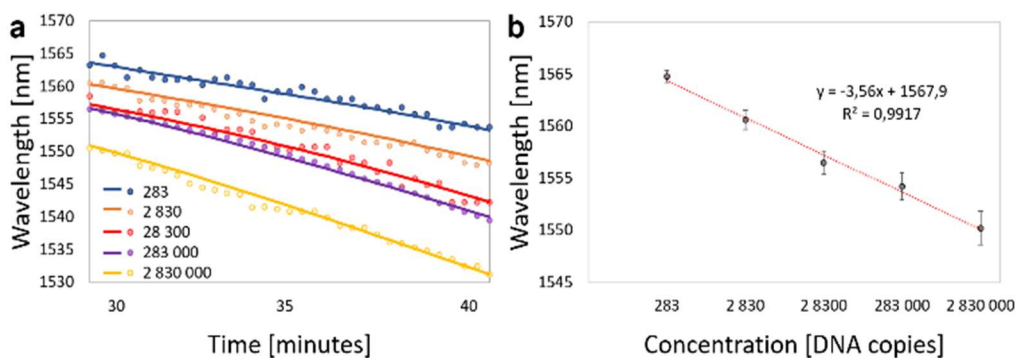 a
Wavelength [nm]
1570
1565
1560
1555
1550
1545
1540
1535
1530
283
2 830
28 300
283 000
2 830 000
30
35
40
Time [minutes]
b
Wavelength [nm]
1570
1565
1560
1555
1550
1545
y = -3,56x + 1567,9
R² = 0,9917
283
2 830
2 8300
283 000
2 830 000
Concentration [DNA copies]